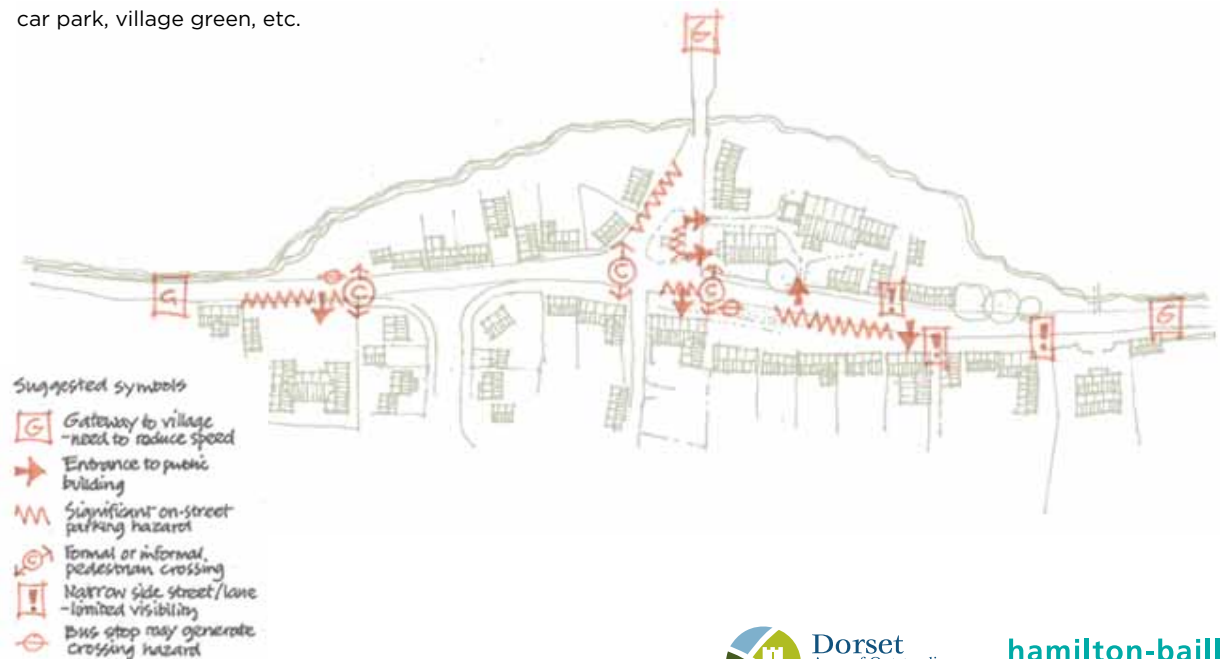 car park, village green, etc.
G
C
C
C
!
!
!
G
G
Suggested symbols
G Gateway to village
-need to reduce speed
Entrance to public
building
Significant on-street
parking hazard
C Formal or informal
pedestrian crossing
! Narrow side street/lane
-limited visibility
Bus stop may generate
crossing hazard
Dorset
hamilton-baill